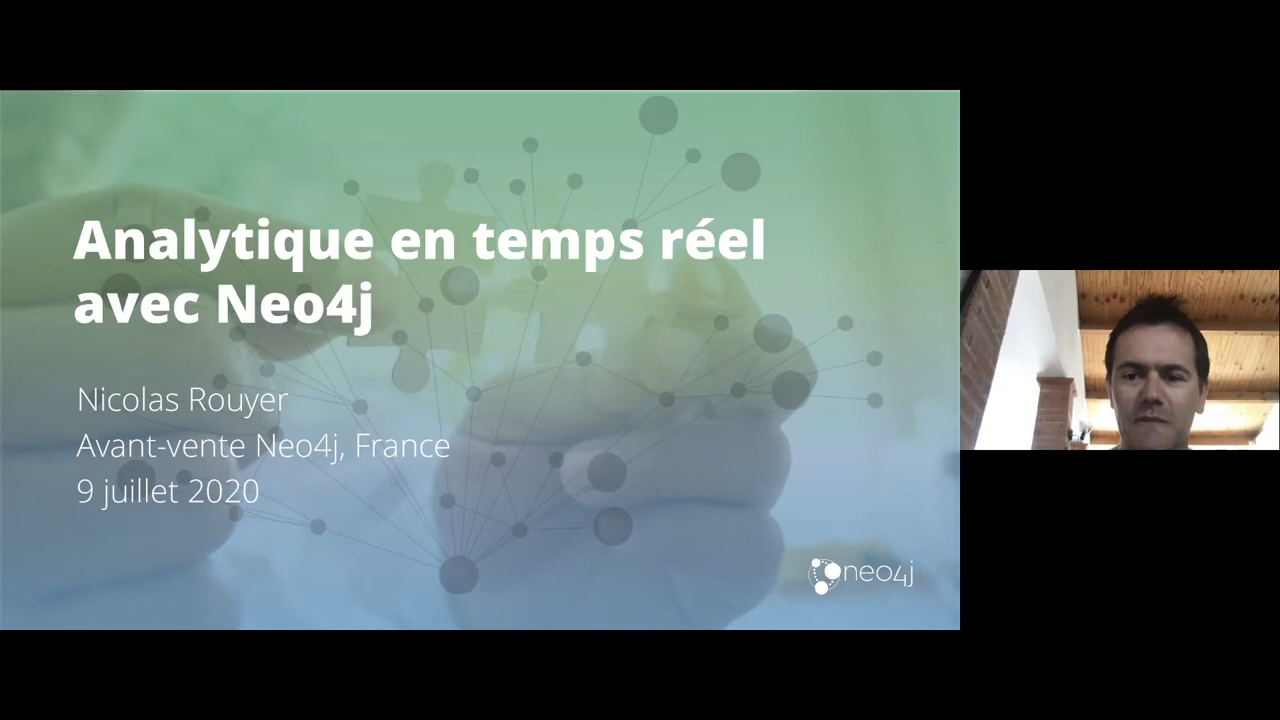 Analytique en temps réel
avec Neo4j
Nicolas Rouyer
Avant-vente Neo4j, France
9 juillet 2020
neo4j